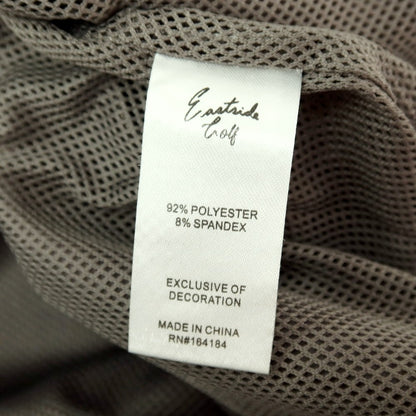 Eastside
Golf
92% POLYESTER
8% SPANDEX
EXCLUSIVE OF
DECORATION
MADE IN CHINA
RN#164184